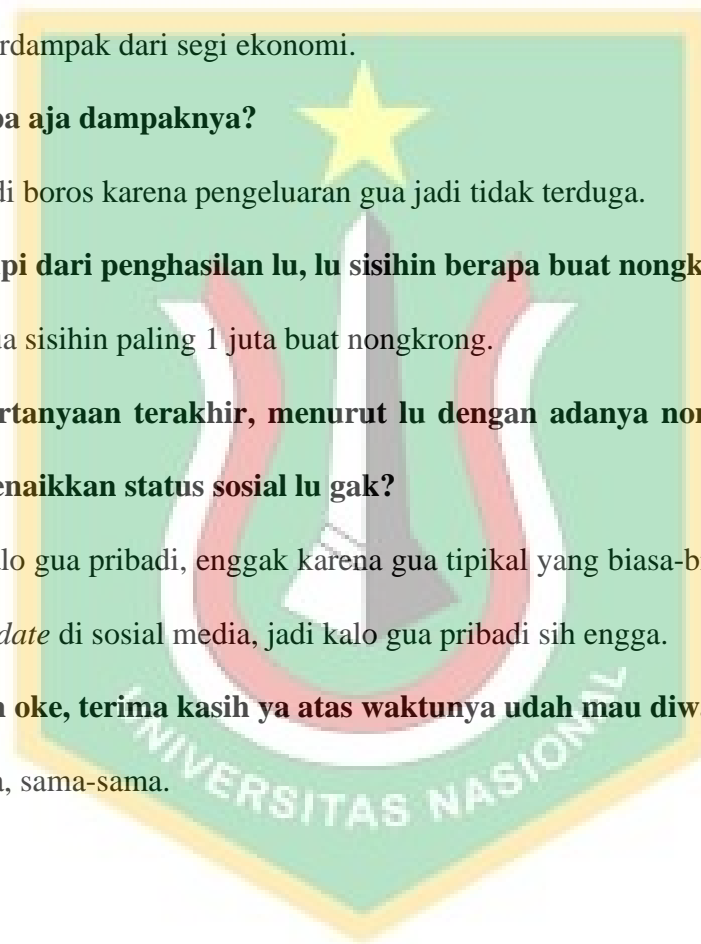 rdampak dari segi ekonomi.
pa aja dampaknya?
di boros karena pengeluaran gua jadi tidak terduga.
pi dari penghasilan lu, lu sisihin berapa buat nongk
ua sisihin paling 1 juta buat nongkrong.
rtanyaan terakhir, menurut lu dengan adanya non
enaikkan status sosial lu gak?
alo gua pribadi, enggak karena gua tipikal yang biasa-b
date di sosial media, jadi kalo gua pribadi sih engga.
h oke, terima kasih ya atas waktunya udah mau diw
a, sama-sama.
UNIVERSITAS NASIONAL